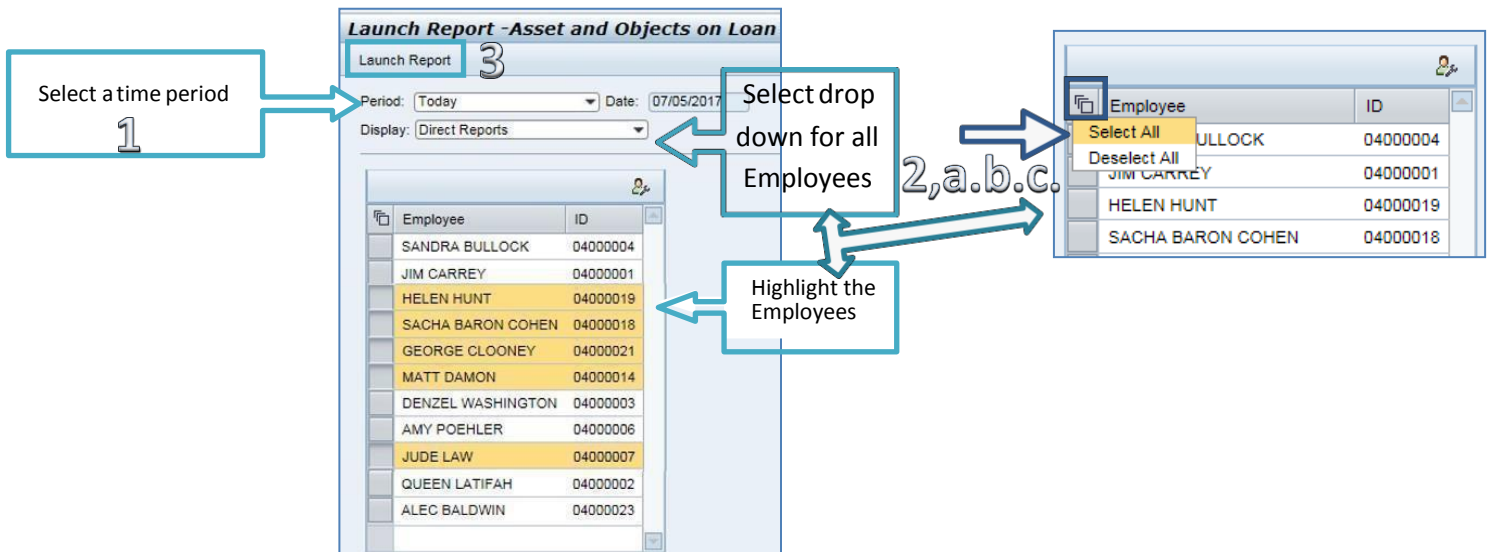 Launch Report -Asset and Objects on Loan
Launch Report
3
Select a time period
1
Period: Today Date: 07/05/2017
Display: Direct Reports
Select drop
down for all
Employees
2,a.b.c.
Employee ID
SANDRA BULLOCK 04000004
JIM CARREY 04000001
HELEN HUNT 04000019
SACHA BARON COHEN 04000018
GEORGE CLOONEY 04000021
MATT DAMON 04000014
DENZEL WASHINGTON 04000003
AMY POEHLER 04000006
JUDE LAW 04000007
QUEEN LATIFAH 04000002
ALEC BALDWIN 04000023
Highlight the
Employees
Employee ID
Select All
ULLOCK 04000004
Deselect All
JIM CARREY 04000001
HELEN HUNT 04000019
SACHA BARON COHEN 04000018